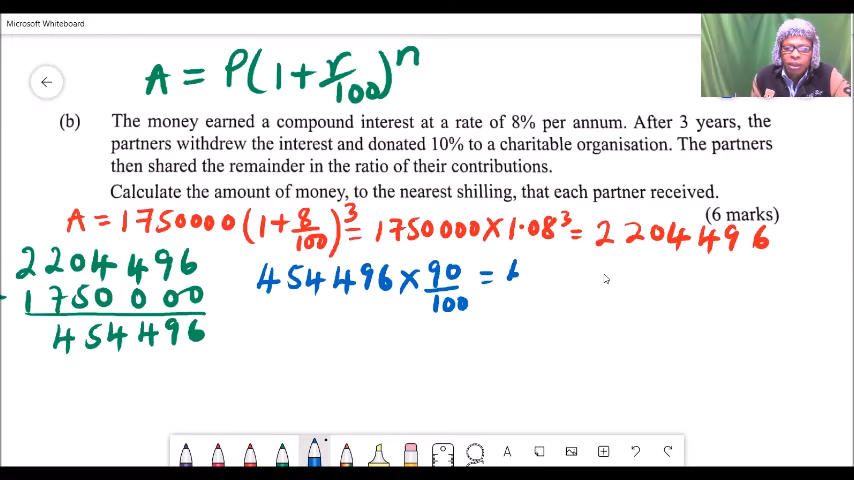 Microsoft Whiteboard
A = P(1 + r/100)^n
(b) The money earned a compound interest at a rate of 8% per annum. After 3 years, the
partners withdrew the interest and donated 10% to a charitable organisation. The partners
then shared the remainder in the ratio of their contributions.
Calculate the amount of money, to the nearest shilling, that each partner received.
(6 marks)
A = 1750000(1 + 8/100)^3 = 1750000 × 1.08^3 = 2204496
2204496
- 1750000
454496
454496 × 90/100 =
A